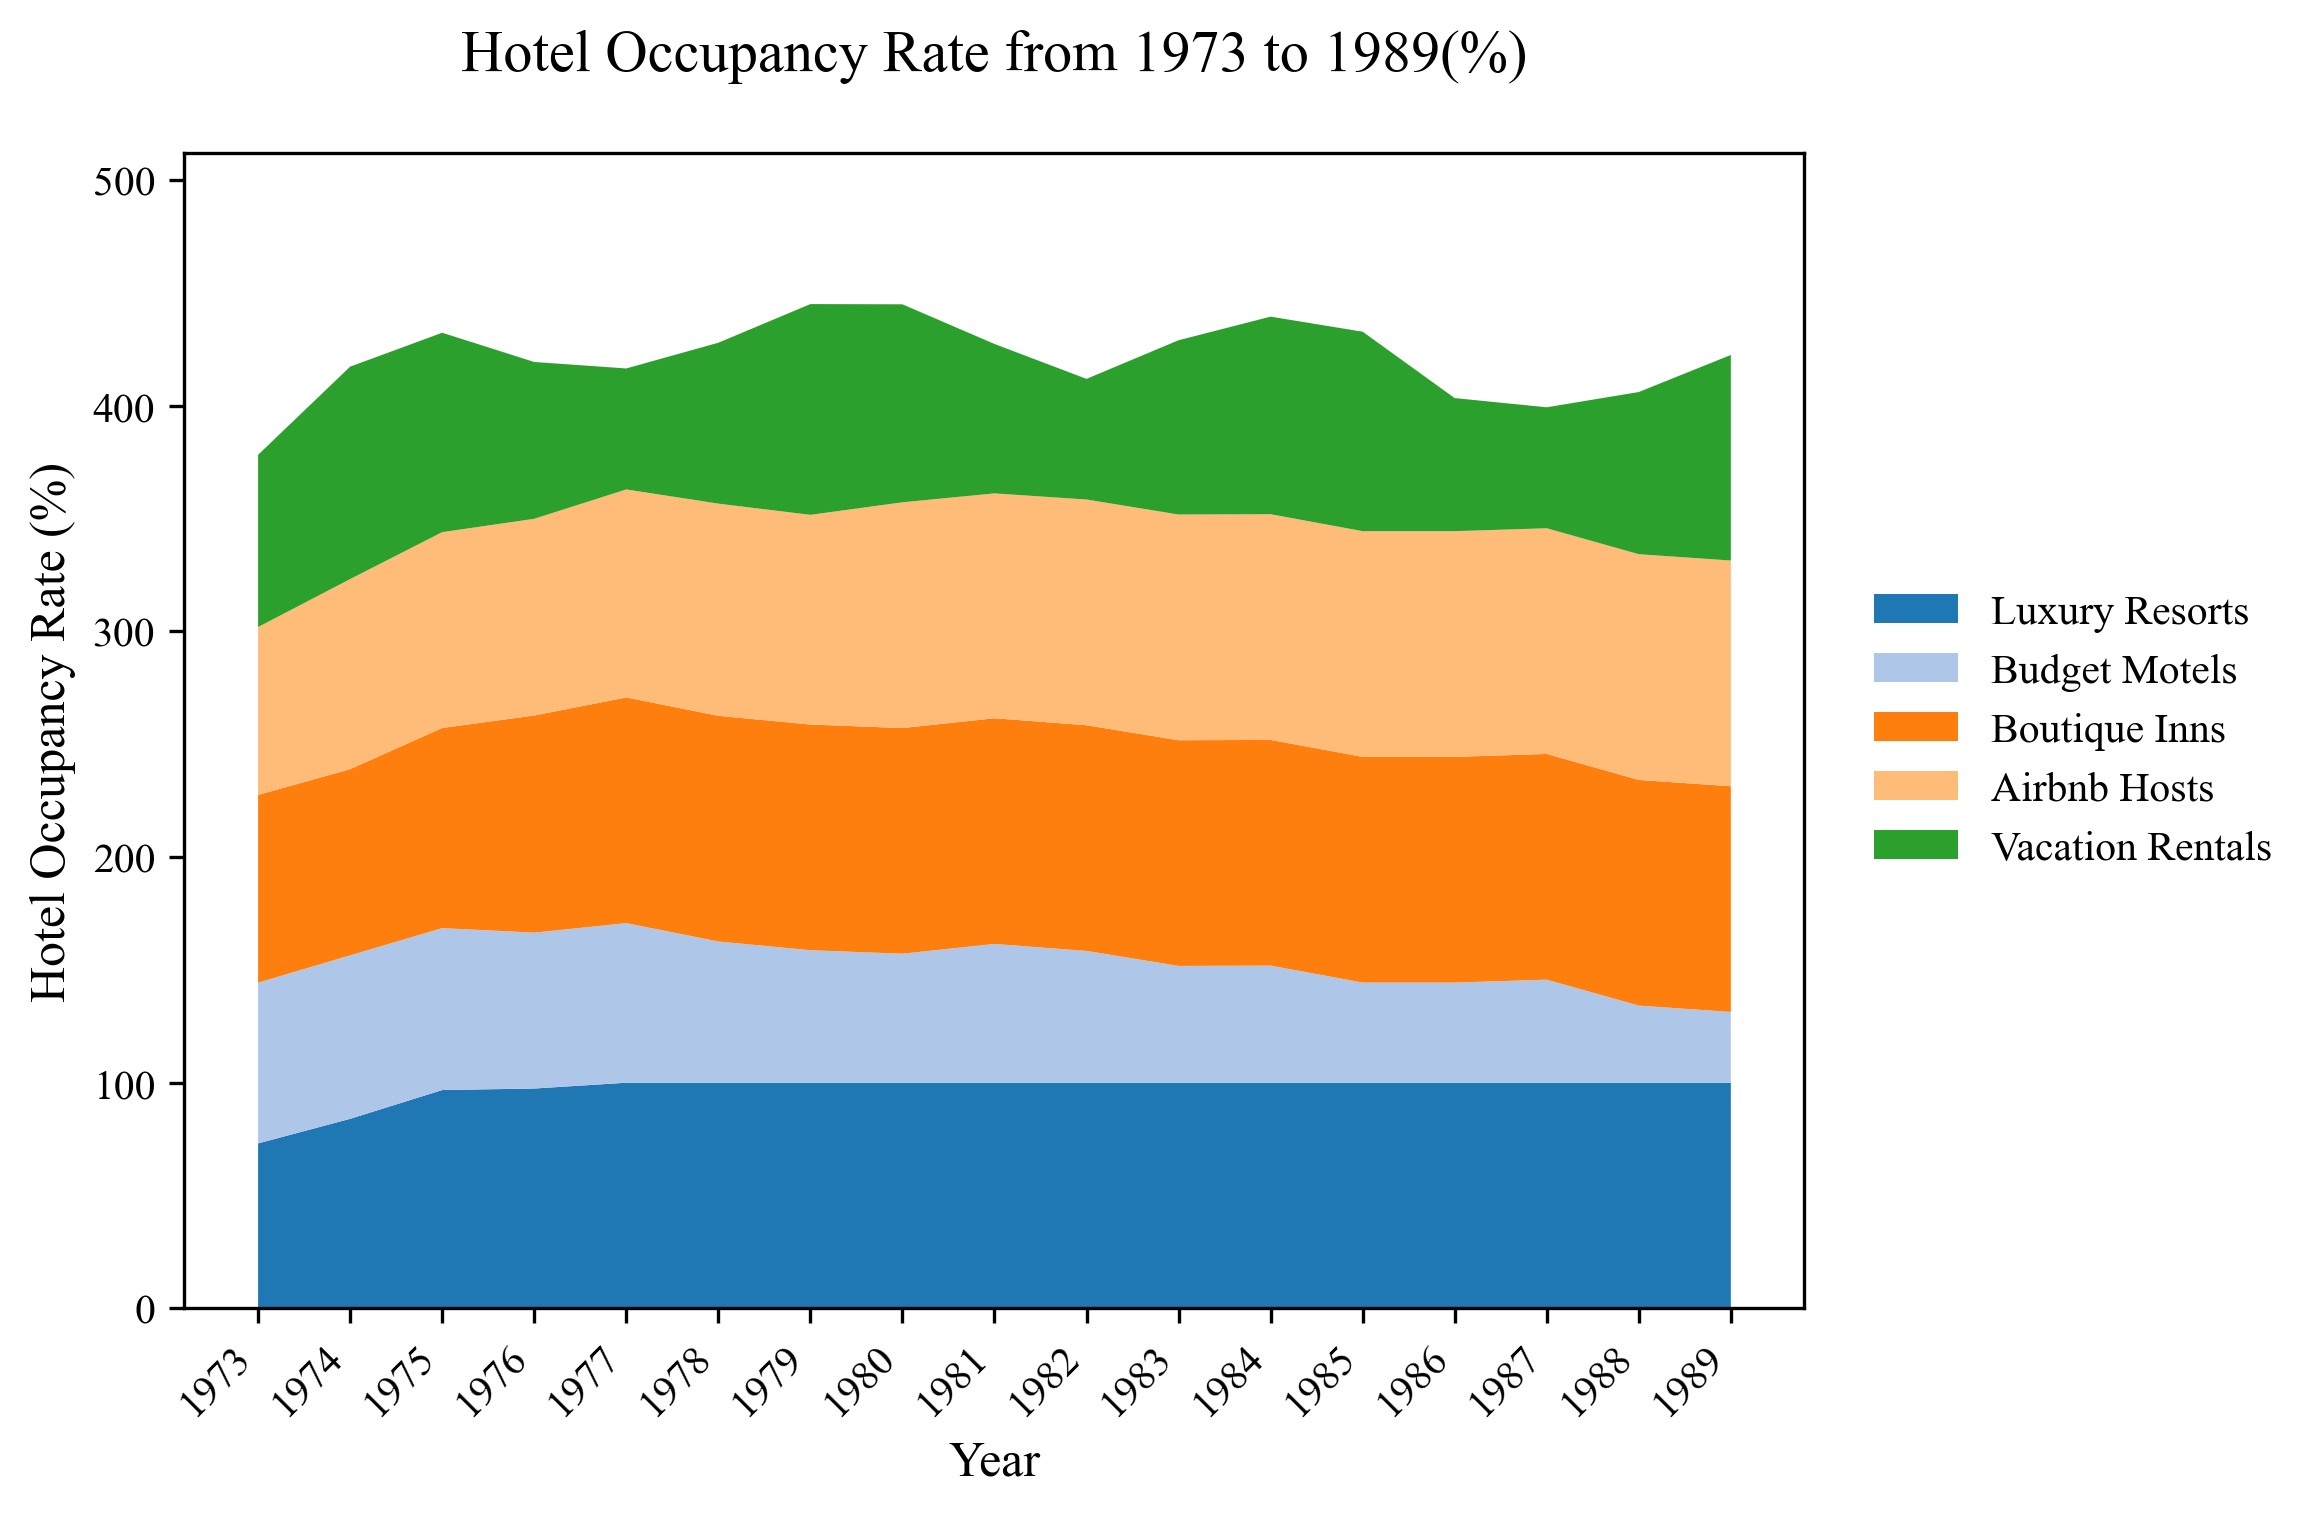 Hotel Occupancy Rate from 1973 to 1989(%)
Hotel Occupancy Rate (%)
500
400
300
200
100
0
1973
1974
1975
1976
1977
1978
1979
1980
1981
1982
1983
1984
1985
1986
1987
1988
1989
Year
Luxury Resorts
Budget Motels
Boutique Inns
Airbnb Hosts
Vacation Rentals